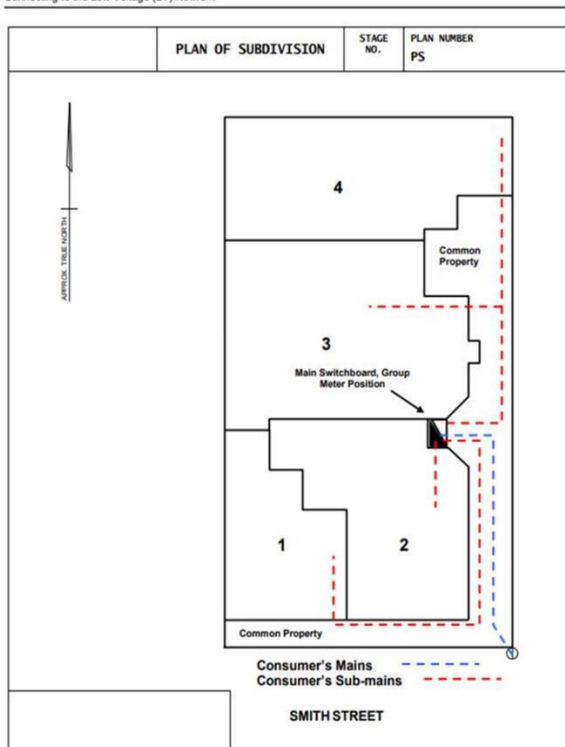 PLAN OF SUBDIVISION
STAGE
NO.
PLAN NUMBER
PS
APPROX. TRUE NORTH
4
Common
Property
3
Main Switchboard, Group
Meter Position
1
2
Common Property
Consumer's Mains
Consumer's Sub-mains
SMITH STREET